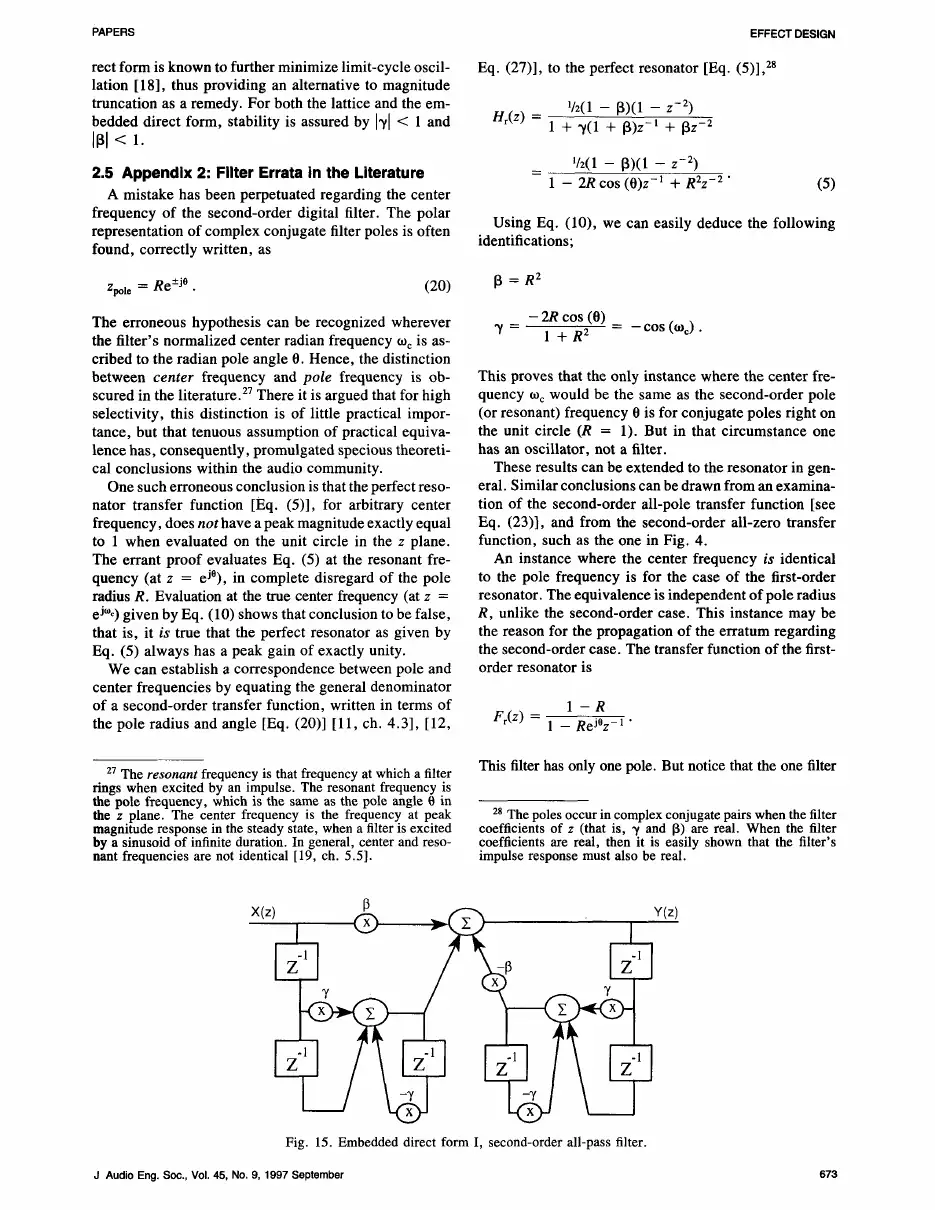 PAPERS
EFFECT DESIGN
rect form is known to further minimize limit-cycle oscil-
lation [18], thus providing an alternative to magnitude
truncation as a remedy. For both the lattice and the em-
bedded direct form, stability is assured by |γ| < 1 and
|β| < 1.
2.5 Appendix 2: Filter Errata in the Literature
A mistake has been perpetuated regarding the center
frequency of the second-order digital filter. The polar
representation of complex conjugate filter poles is often
found, correctly written, as
z_pole = Re^{±jθ} . (20)
The erroneous hypothesis can be recognized wherever
the filter's normalized center radian frequency ω_c is as-
cribed to the radian pole angle θ. Hence, the distinction
between center frequency and pole frequency is ob-
scured in the literature.²⁷ There it is argued that for high
selectivity, this distinction is of little practical impor-
tance, but that tenuous assumption of practical equiva-
lence has, consequently, promulgated specious theoreti-
cal conclusions within the audio community.
One such erroneous conclusion is that the perfect reso-
nator transfer function [Eq. (5)], for arbitrary center
frequency, does not have a peak magnitude exactly equal
to 1 when evaluated on the unit circle in the z plane.
The errant proof evaluates Eq. (5) at the resonant fre-
quency (at z = e^{jθ}), in complete disregard of the pole
radius R. Evaluation at the true center frequency (at z =
e^{jω_c}) given by Eq. (10) shows that conclusion to be false,
that is, it is true that the perfect resonator as given by
Eq. (5) always has a peak gain of exactly unity.
We can establish a correspondence between pole and
center frequencies by equating the general denominator
of a second-order transfer function, written in terms of
the pole radius and angle [Eq. (20)] [11, ch. 4.3], [12,
²⁷ The resonant frequency is that frequency at which a filter
rings when excited by an impulse. The resonant frequency is
the pole frequency, which is the same as the pole angle θ in
the z plane. The center frequency is the frequency at peak
magnitude response in the steady state, when a filter is excited
by a sinusoid of infinite duration. In general, center and reso-
nant frequencies are not identical [19, ch. 5.5].
Eq. (27)], to the perfect resonator [Eq. (5)],²⁸
H_r(z) = ½(1 − β)(1 − z⁻²) / 1 + γ(1 + β)z⁻¹ + βz⁻²
= ½(1 − β)(1 − z⁻²) / 1 − 2R cos (θ)z⁻¹ + R²z⁻² . (5)
Using Eq. (10), we can easily deduce the following
identifications;
β = R²
γ = −2R cos (θ) / 1 + R² = −cos (ω_c) .
This proves that the only instance where the center fre-
quency ω_c would be the same as the second-order pole
(or resonant) frequency θ is for conjugate poles right on
the unit circle (R = 1). But in that circumstance one
has an oscillator, not a filter.
These results can be extended to the resonator in gen-
eral. Similar conclusions can be drawn from an examina-
tion of the second-order all-pole transfer function [see
Eq. (23)], and from the second-order all-zero transfer
function, such as the one in Fig. 4.
An instance where the center frequency is identical
to the pole frequency is for the case of the first-order
resonator. The equivalence is independent of pole radius
R, unlike the second-order case. This instance may be
the reason for the propagation of the erratum regarding
the second-order case. The transfer function of the first-
order resonator is
F_r(z) = 1 − R / 1 − Re^{jθ}z⁻¹ .
This filter has only one pole. But notice that the one filter
²⁸ The poles occur in complex conjugate pairs when the filter
coefficients of z (that is, γ and β) are real. When the filter
coefficients are real, then it is easily shown that the filter's
impulse response must also be real.
X(z) β Y(z)
X Σ
Z⁻¹ −β Z⁻¹
X
γ γ
X Σ Σ X
Z⁻¹ Z⁻¹ Z⁻¹ Z⁻¹
−γ −γ
X X
Fig. 15. Embedded direct form I, second-order all-pass filter.
J Audio Eng. Soc., Vol. 45, No. 9, 1997 September
673